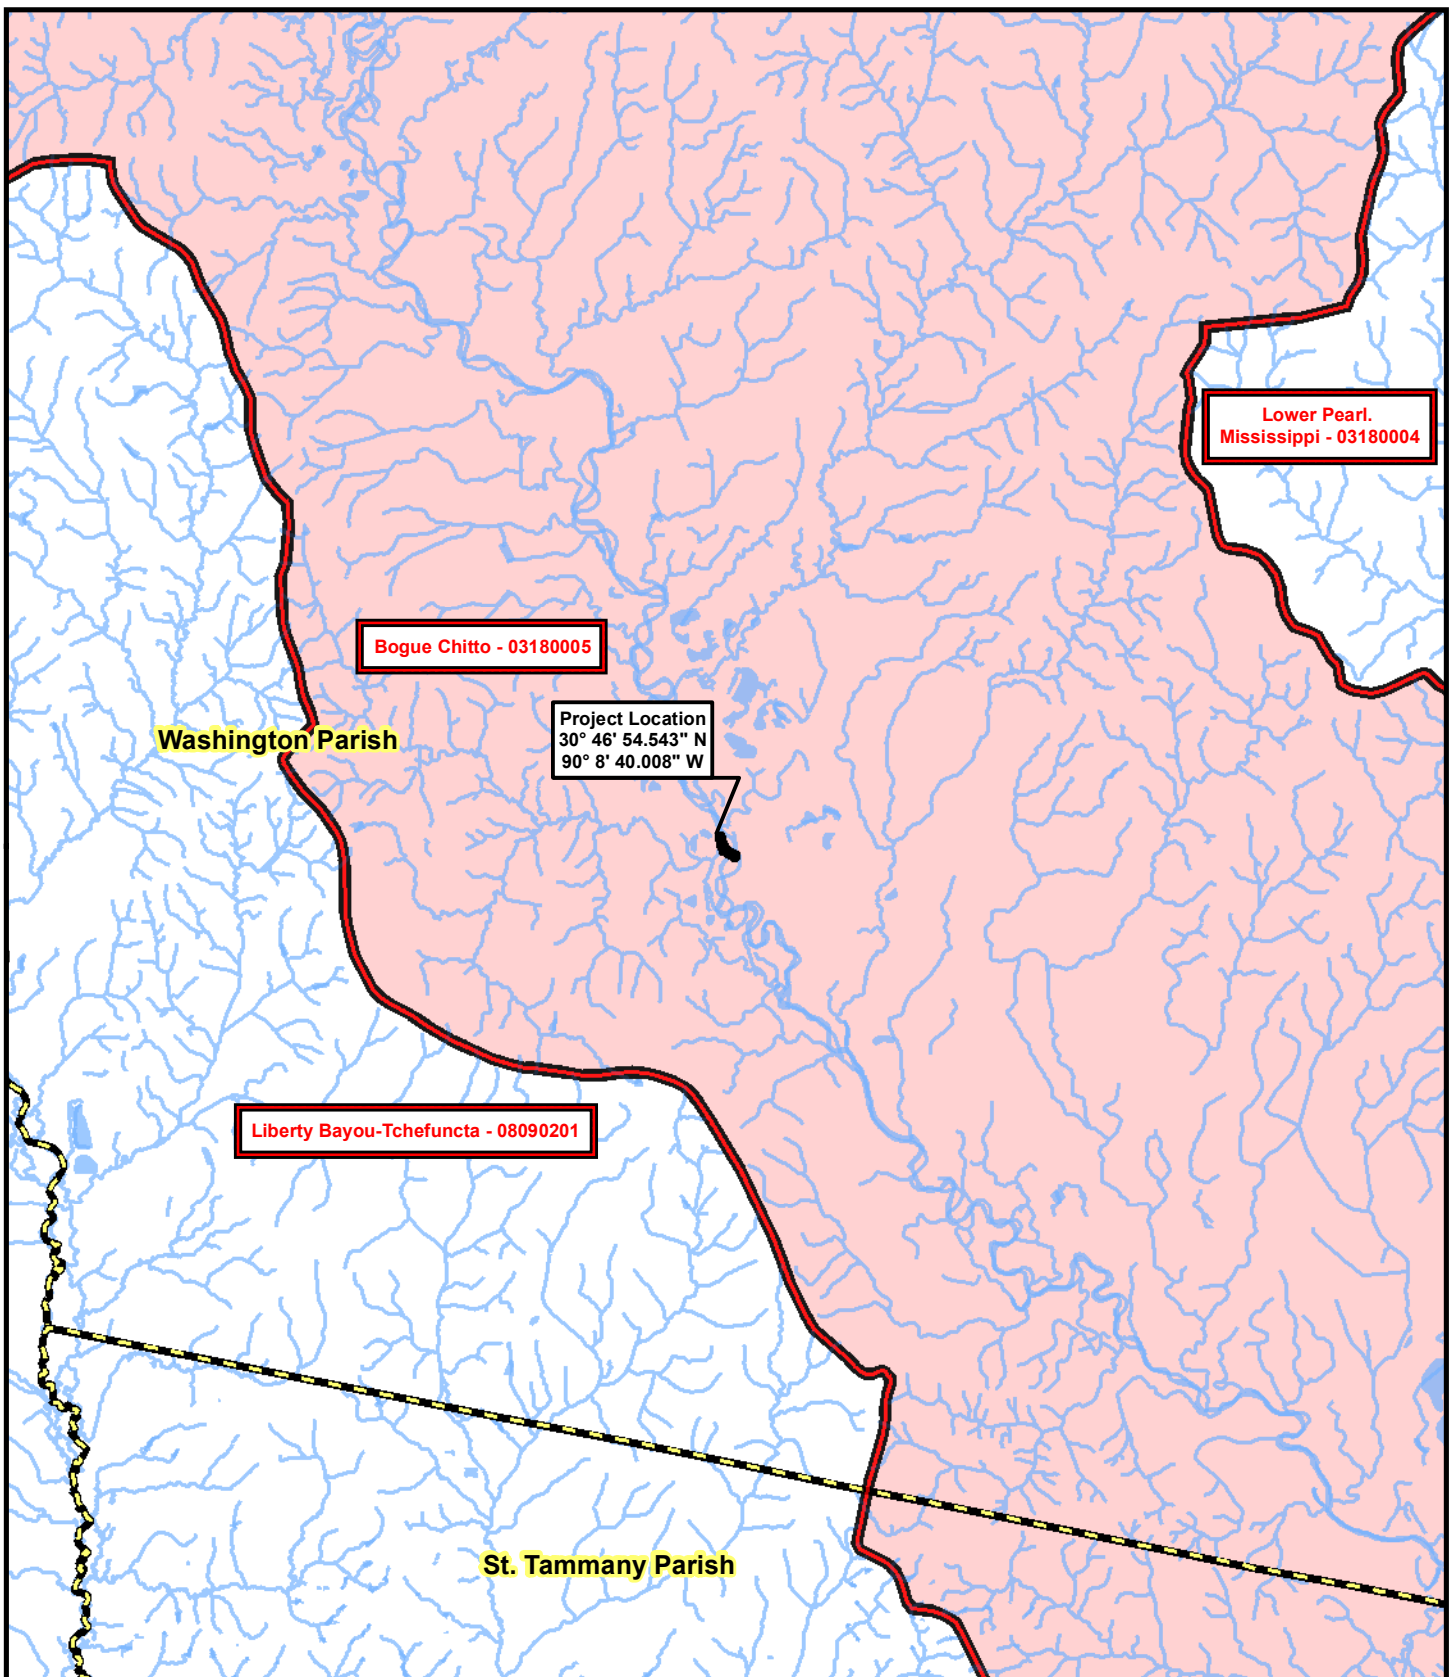 Lower Pearl.
Mississippi - 03180004
Bogue Chitto - 03180005
Project Location
30° 46' 54.543" N
90° 8' 40.008" W
Washington Parish
Liberty Bayou-Tchefuncta - 08090201
St. Tammany Parish